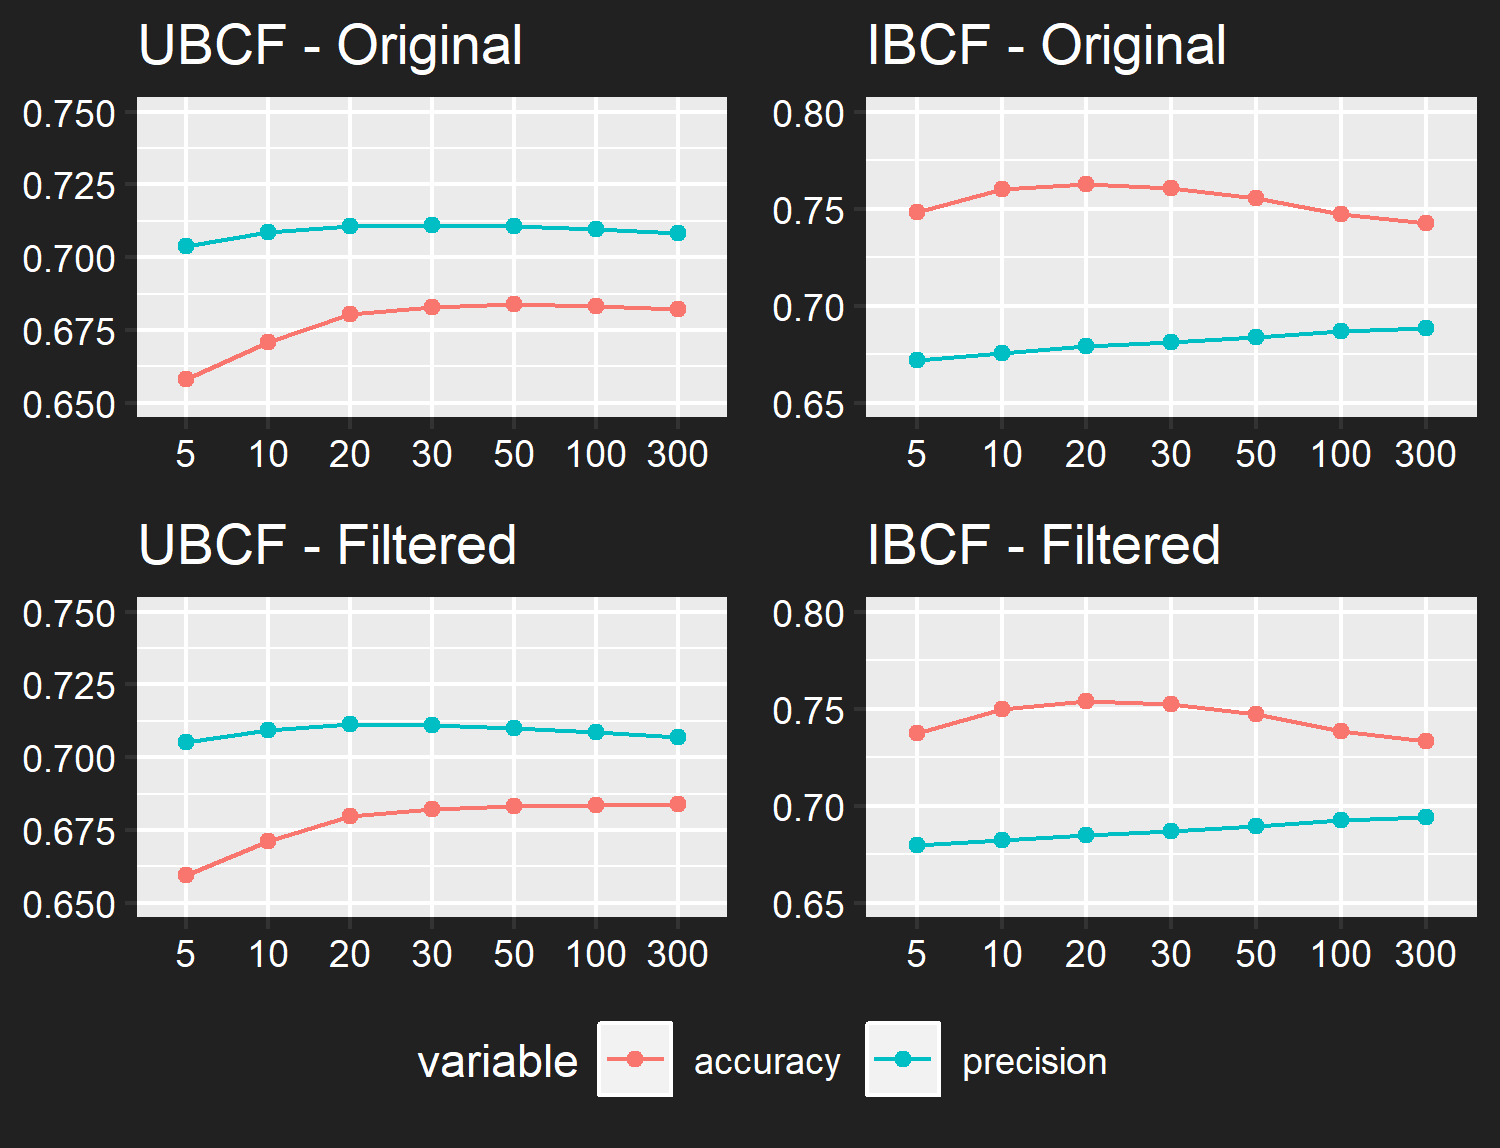 UBCF - Original
0.750
0.725
0.700
0.675
0.650
5 10 20 30 50 100 300
IBCF - Original
0.80
0.75
0.70
0.65
5 10 20 30 50 100 300
UBCF - Filtered
0.750
0.725
0.700
0.675
0.650
5 10 20 30 50 100 300
IBCF - Filtered
0.80
0.75
0.70
0.65
5 10 20 30 50 100 300
variable accuracy precision